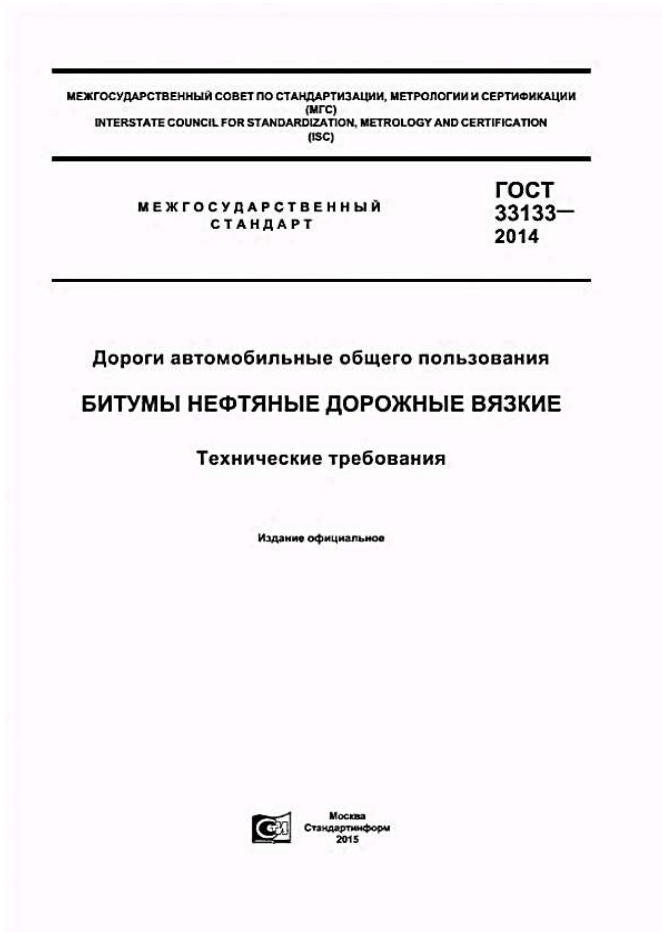 МЕЖГОСУДАРСТВЕННЫЙ СОВЕТ ПО СТАНДАРТИЗАЦИИ, МЕТРОЛОГИИ И СЕРТИФИКАЦИИ
(МГС)
INTERSTATE COUNCIL FOR STANDARDIZATION, METROLOGY AND CERTIFICATION
(ISC)
МЕЖГОСУДАРСТВЕННЫЙ
СТАНДАРТ
ГОСТ
33133—
2014
Дороги автомобильные общего пользования
БИТУМЫ НЕФТЯНЫЕ ДОРОЖНЫЕ ВЯЗКИЕ
Технические требования
Издание официальное
Москва
Стандартинформ
2015